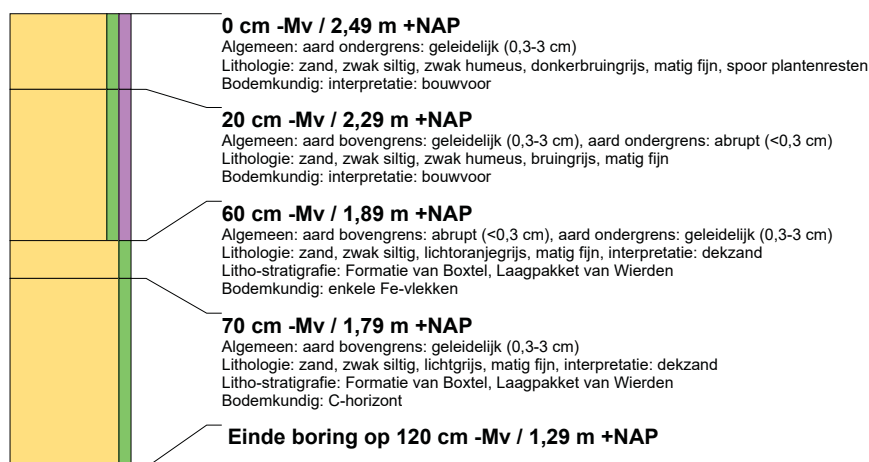 0 cm -Mv / 2,49 m +NAP
Algemeen: aard ondergrens: geleidelijk (0,3-3 cm)
Lithologie: zand, zwak siltig, zwak humeus, donkerbruingrijs, matig fijn, spoor plantenresten
Bodemkundig: interpretatie: bouwvoor
20 cm -Mv / 2,29 m +NAP
Algemeen: aard bovengrens: geleidelijk (0,3-3 cm), aard ondergrens: abrupt (<0,3 cm)
Lithologie: zand, zwak siltig, zwak humeus, bruingrijs, matig fijn
Bodemkundig: interpretatie: bouwvoor
60 cm -Mv / 1,89 m +NAP
Algemeen: aard bovengrens: abrupt (<0,3 cm), aard ondergrens: geleidelijk (0,3-3 cm)
Lithologie: zand, zwak siltig, lichtoranjegrijs, matig fijn, interpretatie: dekzand
Litho-stratigrafie: Formatie van Boxtel, Laagpakket van Wierden
Bodemkundig: enkele Fe-vlekken
70 cm -Mv / 1,79 m +NAP
Algemeen: aard bovengrens: geleidelijk (0,3-3 cm)
Lithologie: zand, zwak siltig, lichtgrijs, matig fijn, interpretatie: dekzand
Litho-stratigrafie: Formatie van Boxtel, Laagpakket van Wierden
Bodemkundig: C-horizont
Einde boring op 120 cm -Mv / 1,29 m +NAP